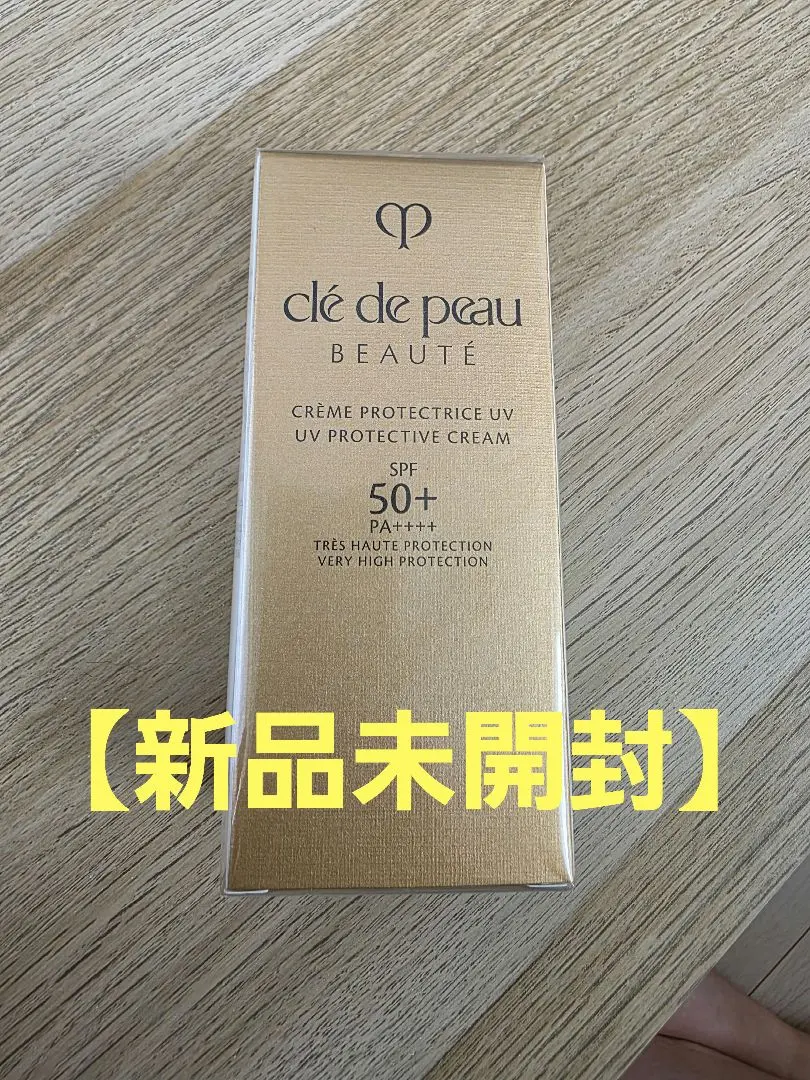 clé de peau
BEAUTÉ
CRÈME PROTECTRICE UV
UV PROTECTIVE CREAM
SPF
50+
PA++++
TRÈS HAUTE PROTECTION
VERY HIGH PROTECTION
【新品未開封】